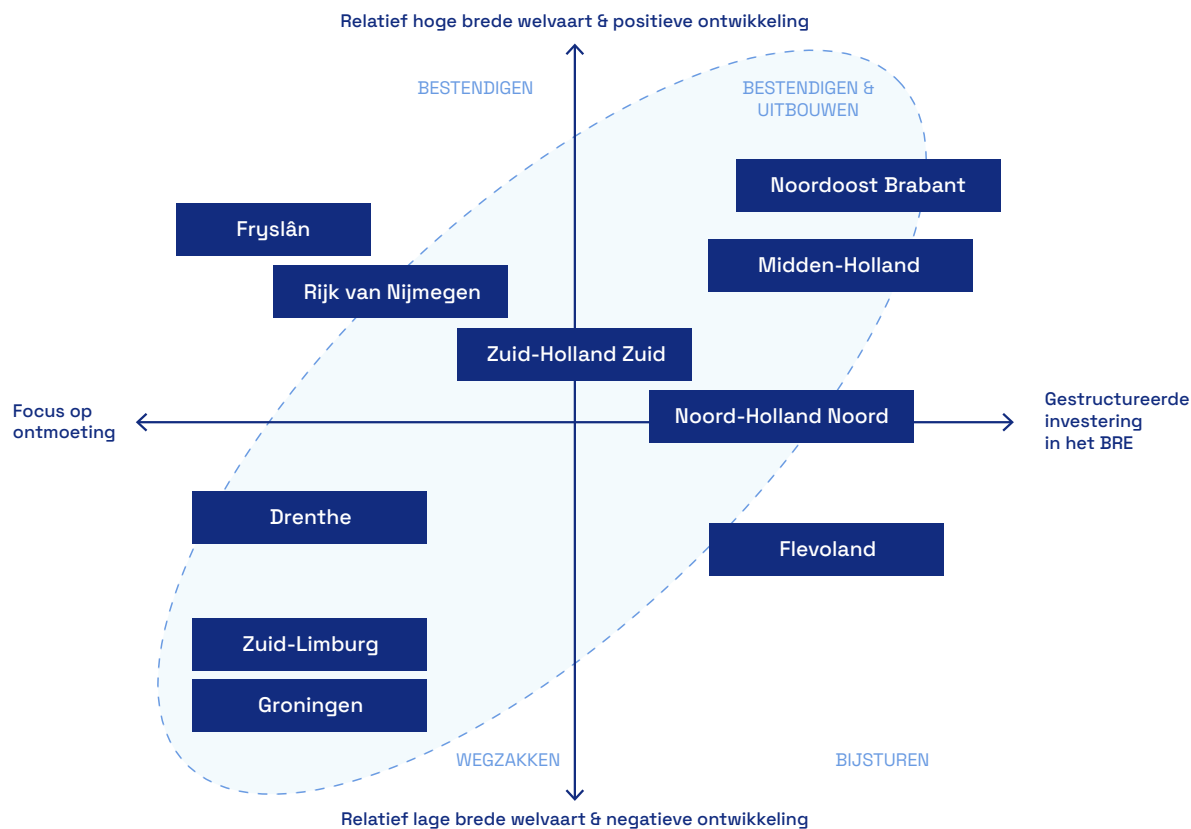 Relatief hoge brede welvaart & positieve ontwikkeling
BESTENDIGEN
BESTENDIGEN &
UITBOUWEN
Noordoost Brabant
Fryslân
Midden-Holland
Rijk van Nijmegen
Zuid-Holland Zuid
Focus op
ontmoeting
Noord-Holland Noord
Gestructureerde
investering
in het BRE
Drenthe
Flevoland
Zuid-Limburg
Groningen
WEGZAKKEN
BIJSTUREN
Relatief lage brede welvaart & negatieve ontwikkeling